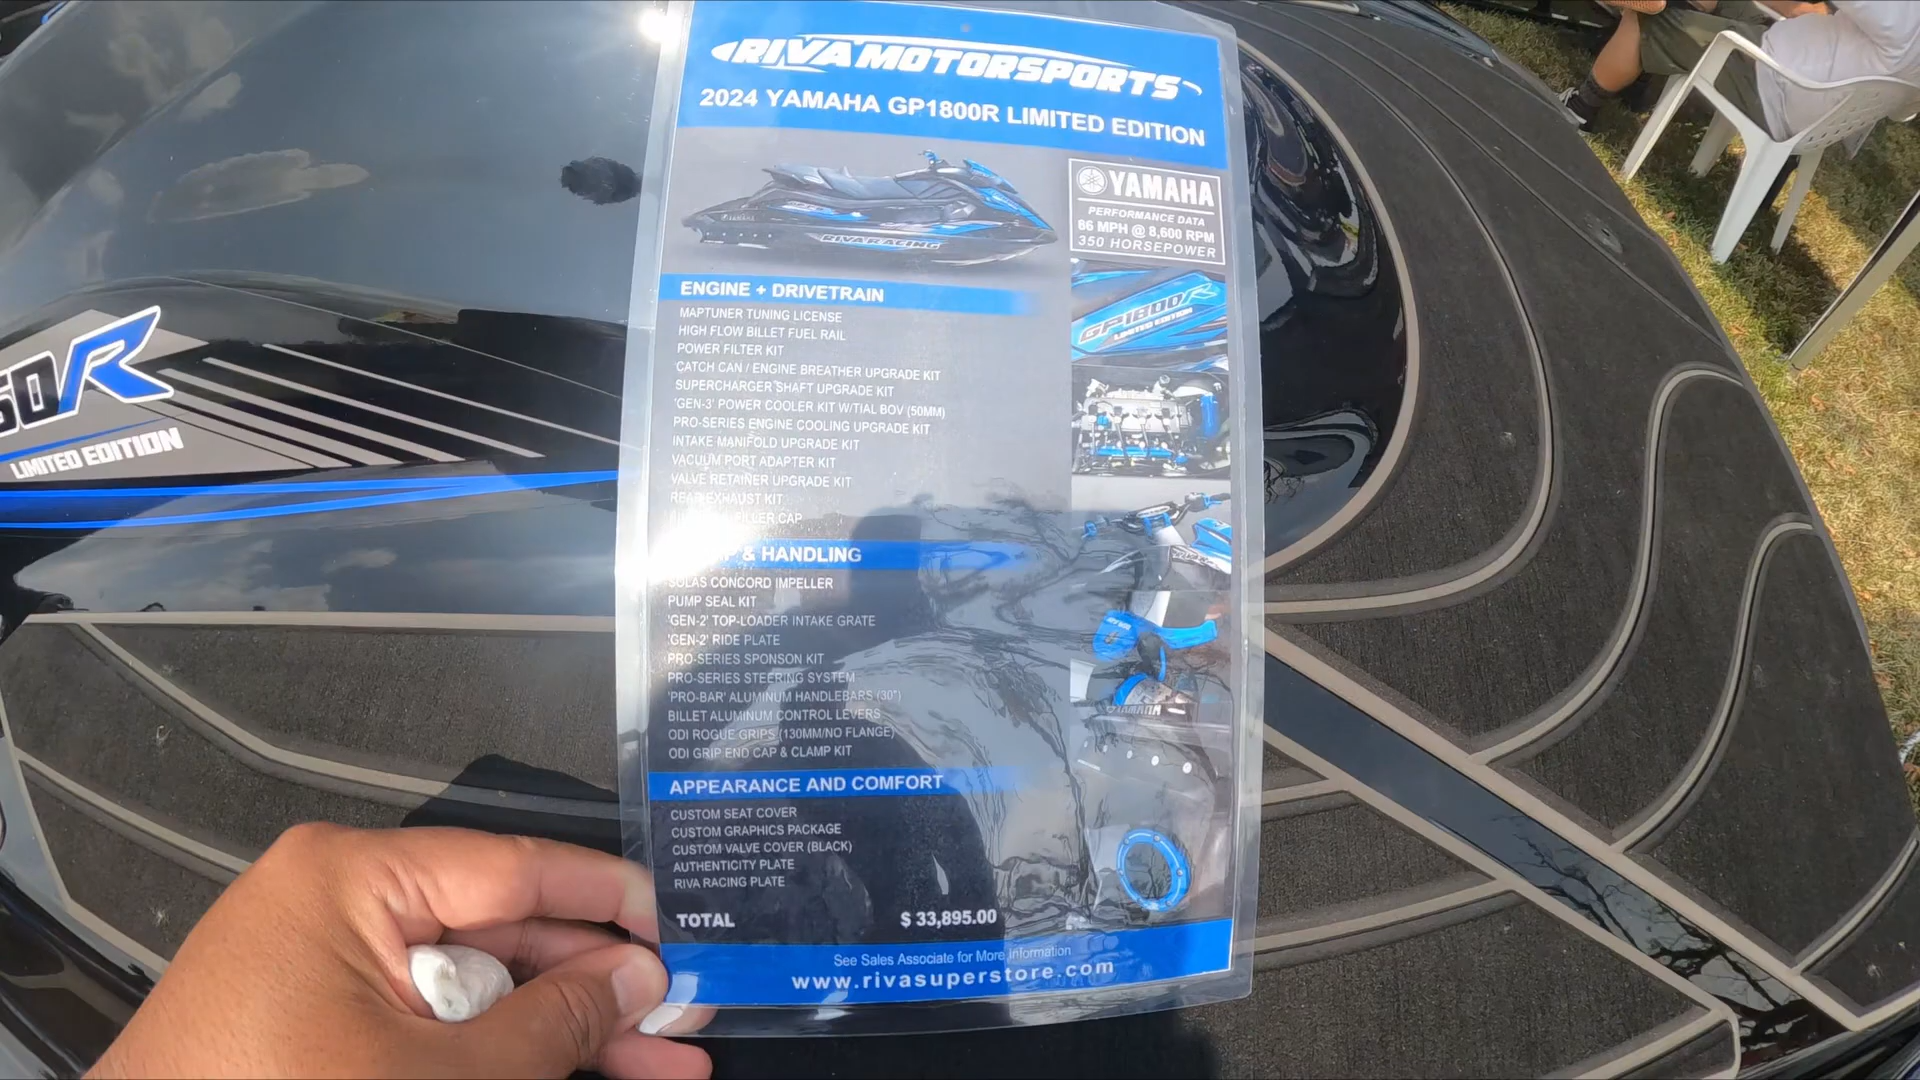 RIVA MOTORSPORTS
2024 YAMAHA GP1800R LIMITED EDITION
RIVA RACING
YAMAHA
PERFORMANCE DATA
86 MPH @ 8,600 RPM
350 HORSEPOWER
ENGINE + DRIVETRAIN
MAPTUNER TUNING LICENSE
HIGH FLOW BILLET FUEL RAIL
POWER FILTER KIT
CATCH CAN / ENGINE BREATHER UPGRADE KIT
SUPERCHARGER SHAFT UPGRADE KIT
'GEN-3' POWER COOLER KIT W/TIAL BOV (50MM)
PRO-SERIES ENGINE COOLING UPGRADE KIT
INTAKE MANIFOLD UPGRADE KIT
VACUUM PORT ADAPTER KIT
VALVE RETAINER UPGRADE KIT
REAR EXHAUST KIT
FILLER CAP
GP1800R
LIMITED EDITION
& HANDLING
SOLAS CONCORD IMPELLER
PUMP SEAL KIT
'GEN-2' TOP-LOADER INTAKE GRATE
'GEN-2' RIDE PLATE
PRO-SERIES SPONSON KIT
PRO-SERIES STEERING SYSTEM
'PRO-BAR' ALUMINUM HANDLEBARS (30")
BILLET ALUMINUM CONTROL LEVERS
ODI ROGUE GRIPS (130MM/NO FLANGE)
ODI GRIP END CAP & CLAMP KIT
YAMAHA
APPEARANCE AND COMFORT
CUSTOM SEAT COVER
CUSTOM GRAPHICS PACKAGE
CUSTOM VALVE COVER (BLACK)
AUTHENTICITY PLATE
RIVA RACING PLATE
TOTAL $ 33,895.00
See Sales Associate for More Information
www.rivasuperstore.com
50R
LIMITED EDITION